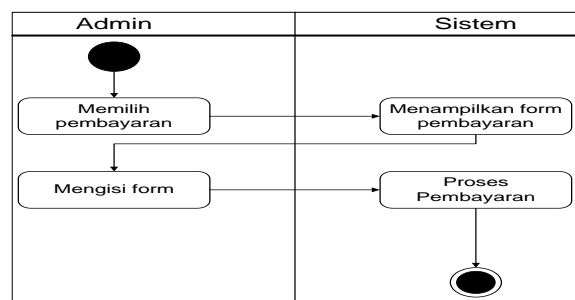 Admin
Sistem
Memilih
pembayaran
Menampilkan form
pembayaran
Mengisi form
Proses
Pembayaran